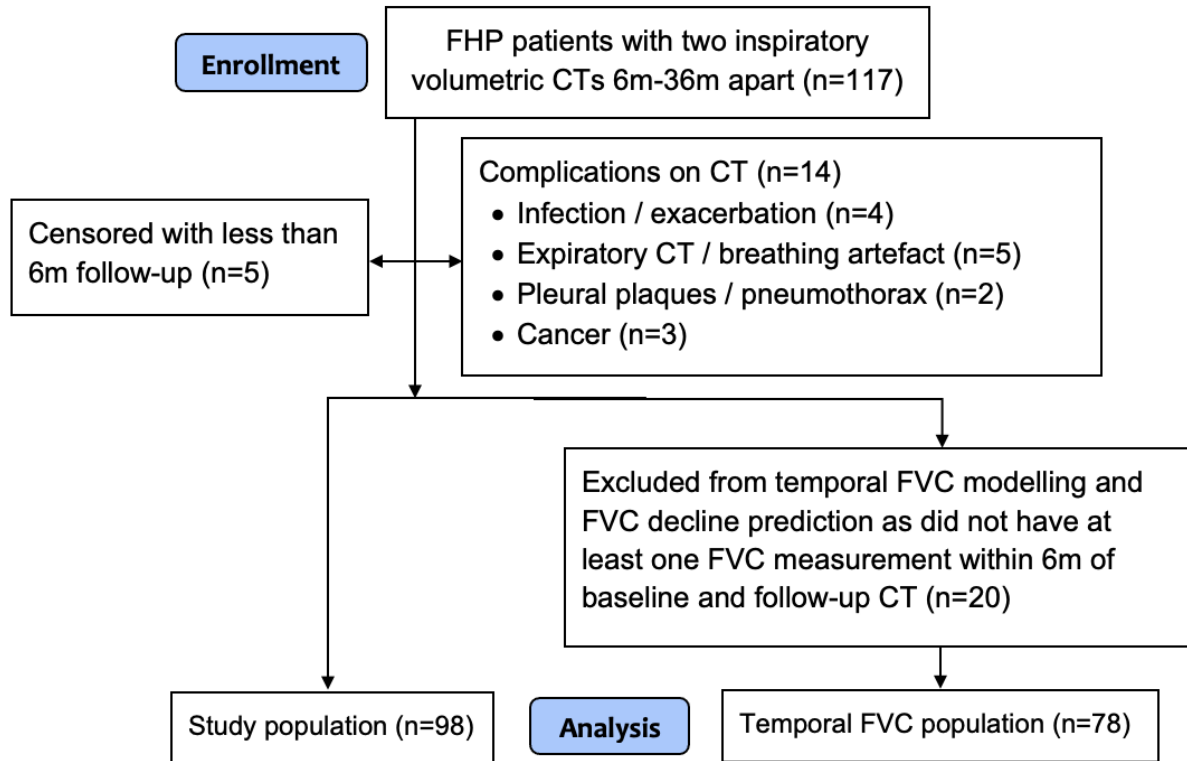 Enrollment
FHP patients with two inspiratory
volumetric CTs 6m-36m apart (n=117)
Censored with less than
6m follow-up (n=5)
Complications on CT (n=14)
• Infection / exacerbation (n=4)
• Expiratory CT / breathing artefact (n=5)
• Pleural plaques / pneumothorax (n=2)
• Cancer (n=3)
Excluded from temporal FVC modelling and
FVC decline prediction as did not have at
least one FVC measurement within 6m of
baseline and follow-up CT (n=20)
Study population (n=98)
Analysis
Temporal FVC population (n=78)